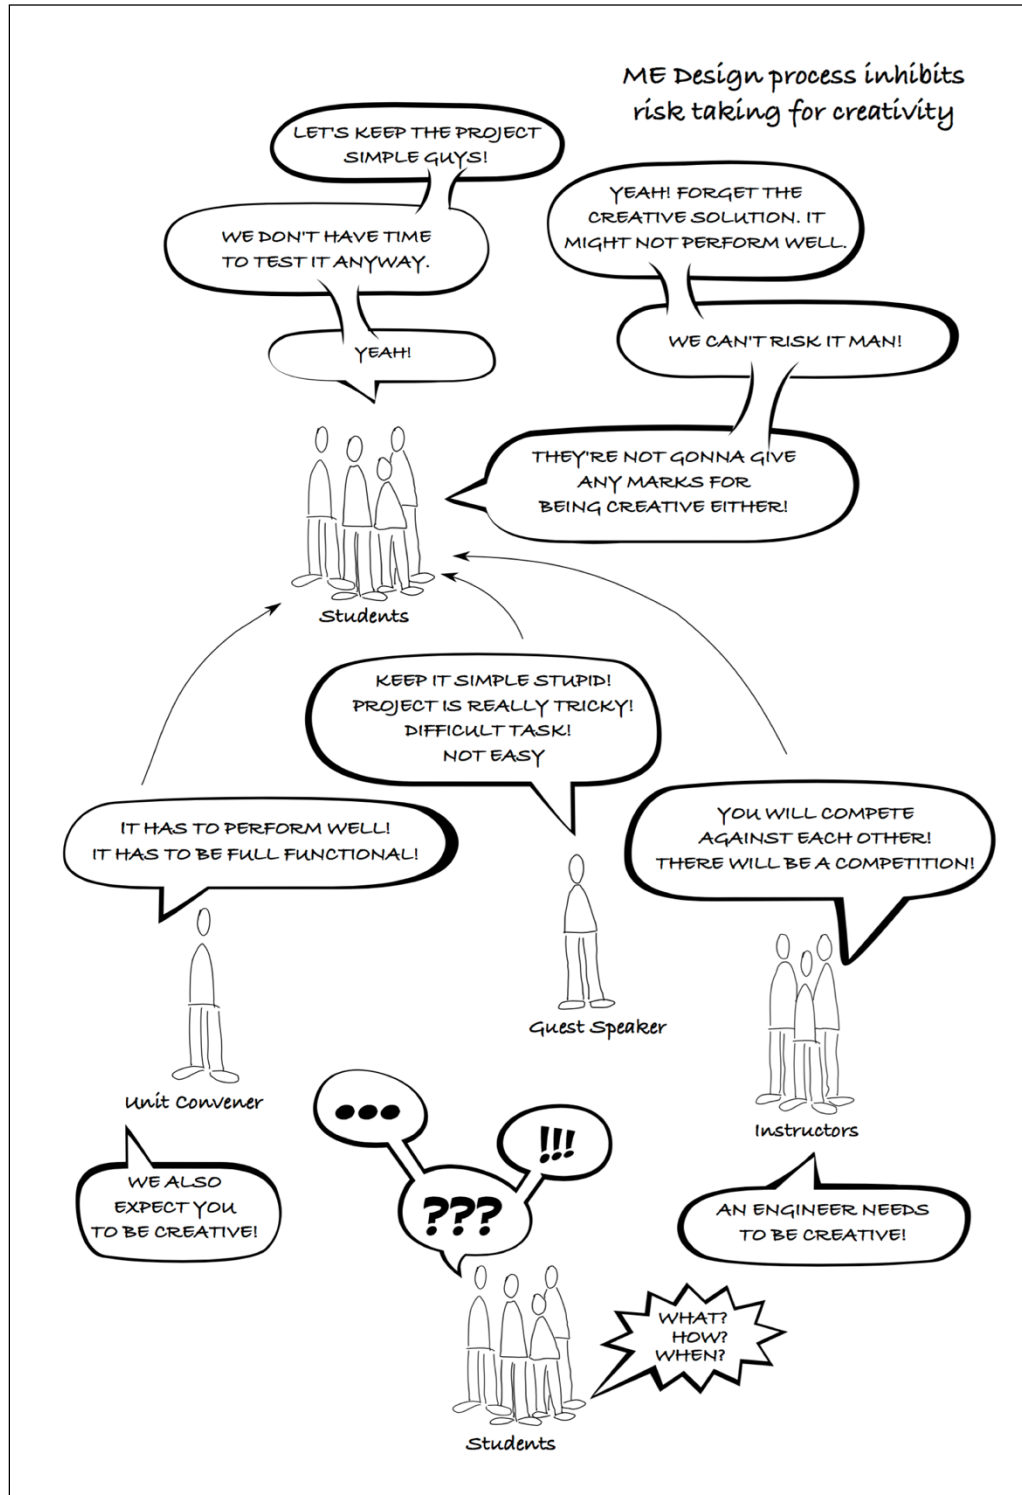 ME Design process inhibits
risk taking for creativity
LET'S KEEP THE PROJECT
SIMPLE GUYS!
WE DON'T HAVE TIME
TO TEST IT ANYWAY.
YEAH!
YEAH! FORGET THE
CREATIVE SOLUTION. IT
MIGHT NOT PERFORM WELL.
WE CAN'T RISK IT MAN!
THEY'RE NOT GONNA GIVE
ANY MARKS FOR
BEING CREATIVE EITHER!
Students
KEEP IT SIMPLE STUPID!
PROJECT IS REALLY TRICKY!
DIFFICULT TASK!
NOT EASY
IT HAS TO PERFORM WELL!
IT HAS TO BE FULL FUNCTIONAL!
YOU WILL COMPETE
AGAINST EACH OTHER!
THERE WILL BE A COMPETITION!
Guest Speaker
Unit Convener
Instructors
WE ALSO
EXPECT YOU
TO BE CREATIVE!
...
!!!
???
AN ENGINEER NEEDS
TO BE CREATIVE!
WHAT?
HOW?
WHEN?
Students